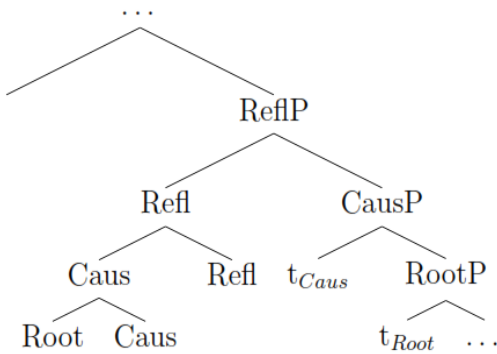 ...
ReflP
Refl CausP
Caus Refl t_Caus RootP
Root Caus t_Root ...